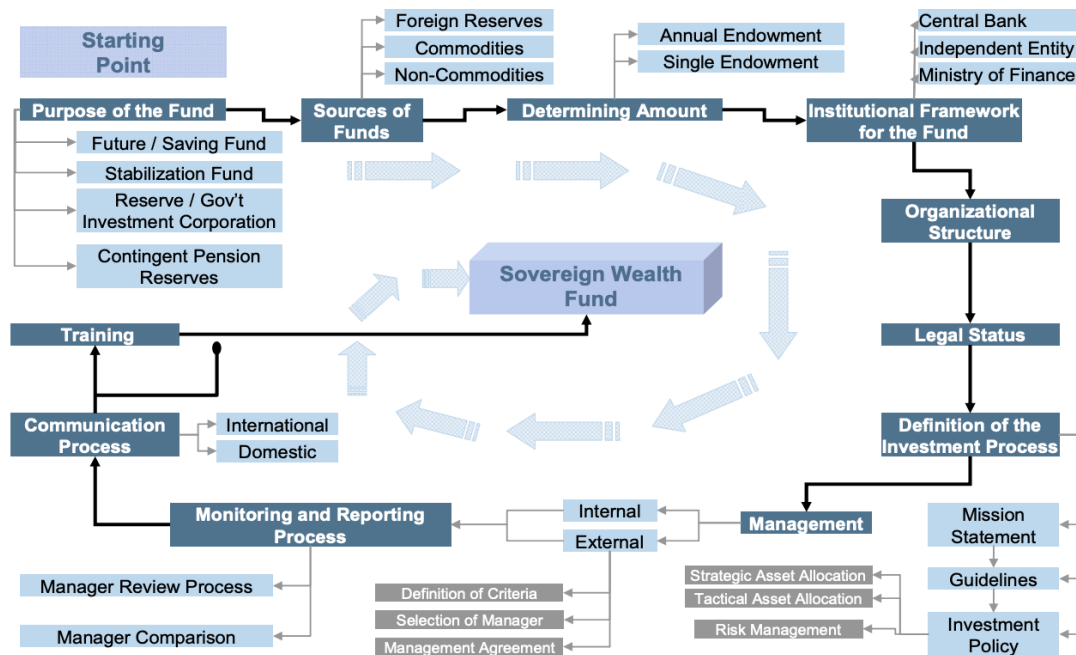 Starting
Point
Foreign Reserves
Commodities
Non-Commodities
Annual Endowment
Single Endowment
Central Bank
Independent Entity
Ministry of Finance
Purpose of the Fund
Sources of
Funds
Determining Amount
Institutional Framework
for the Fund
Future / Saving Fund
Stabilization Fund
Reserve / Gov't
Investment Corporation
Contingent Pension
Reserves
Organizational
Structure
Sovereign Wealth
Fund
Training
Legal Status
Communication
Process
International
Domestic
Definition of the
Investment Process
Monitoring and Reporting
Process
Internal
External
Management
Mission
Statement
Guidelines
Investment
Policy
Manager Review Process
Manager Comparison
Definition of Criteria
Selection of Manager
Management Agreement
Strategic Asset Allocation
Tactical Asset Allocation
Risk Management